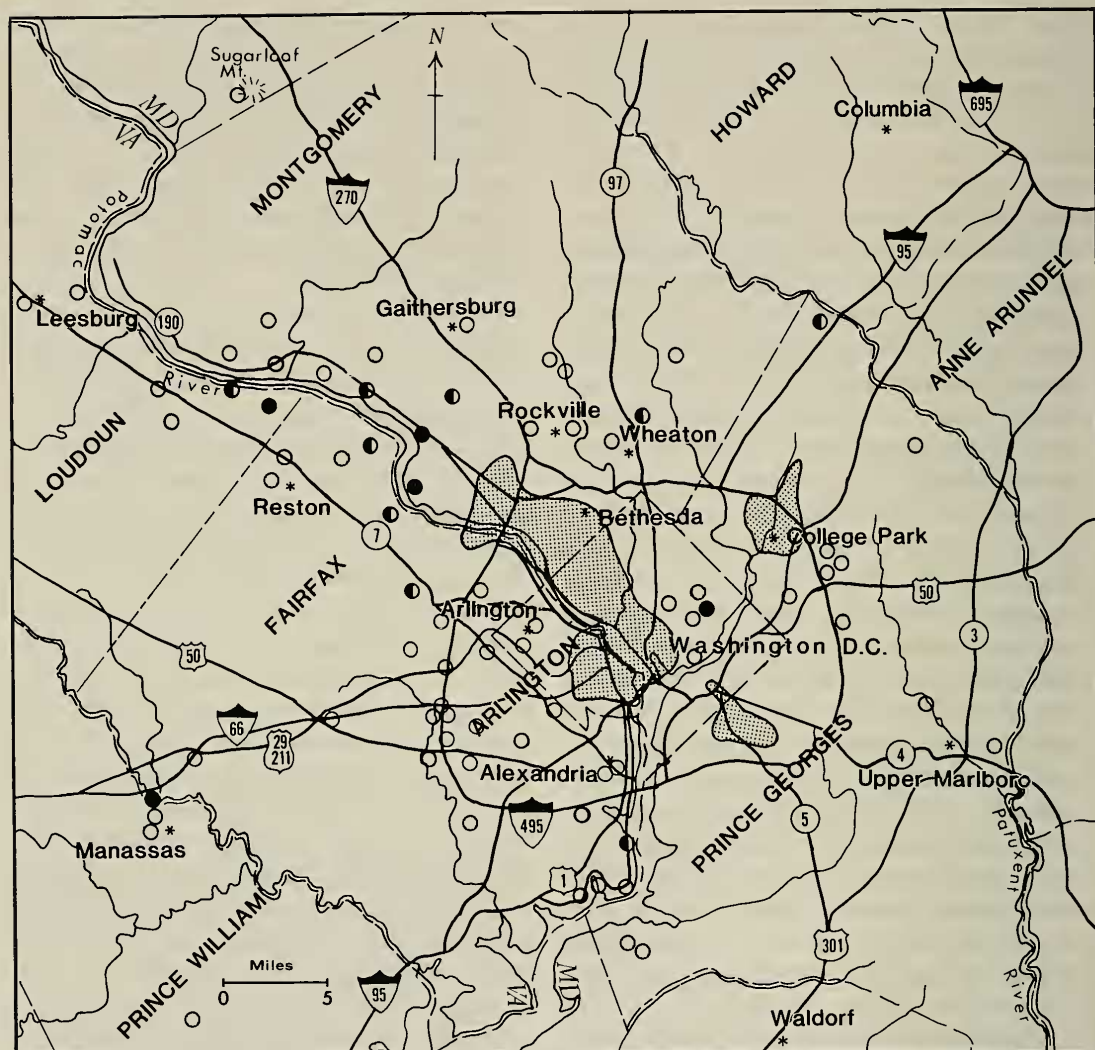 Sugarloaf
Mt.
N
MD
VA
MONTGOMERY
HOWARD
Columbia
695
270
97
95
Potomac
River
ANNE ARUNDEL
Leesburg
190
Gaithersburg
LOUDOUN
Rockville
Wheaton
Reston
Bethesda
College Park
7
FAIRFAX
50
Arlington
3
50
Washington D.C.
ARLINGTON
66
29
211
PRINCE GEORGES
Alexandria
4
Upper Marlboro
495
5
Manassas
1
Patuxent
River
PRINCE WILLIAM
Miles
0 5
95
VA
MD
301
Waldorf